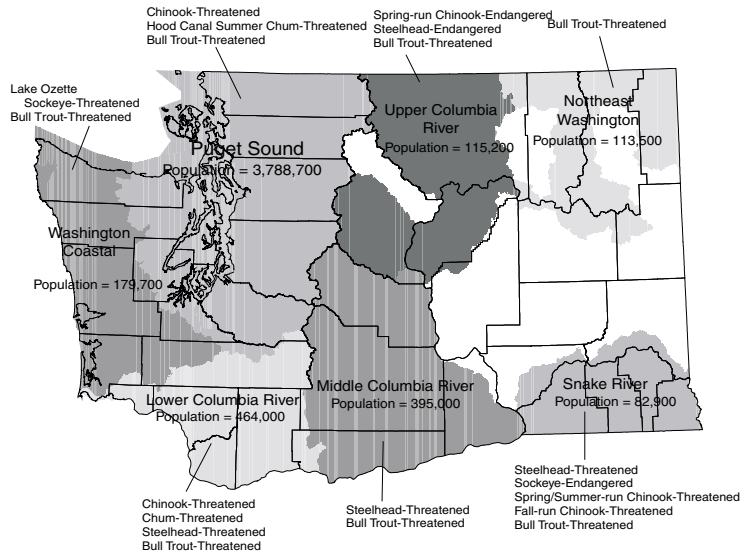 Chinook-Threatened
Hood Canal Summer Chum-Threatened
Bull Trout-Threatened
Spring-run Chinook-Endangered
Steelhead-Endangered
Bull Trout-Threatened
Bull Trout-Threatened
Lake Ozette
Sockeye-Threatened
Bull Trout-Threatened
Upper Columbia
River
Population = 115,200
Northeast
Washington
Population = 113,500
Puget Sound
Population = 3,788,700
Washington
Coastal
Population = 179,700
Lower Columbia River
Population = 464,000
Middle Columbia River
Population = 395,000
Snake River
Population = 82,900
Chinook-Threatened
Chum-Threatened
Steelhead-Threatened
Bull Trout-Threatened
Steelhead-Threatened
Bull Trout-Threatened
Steelhead-Threatened
Sockeye-Endangered
Spring/Summer-run Chinook-Threatened
Fall-run Chinook-Threatened
Bull Trout-Threatened